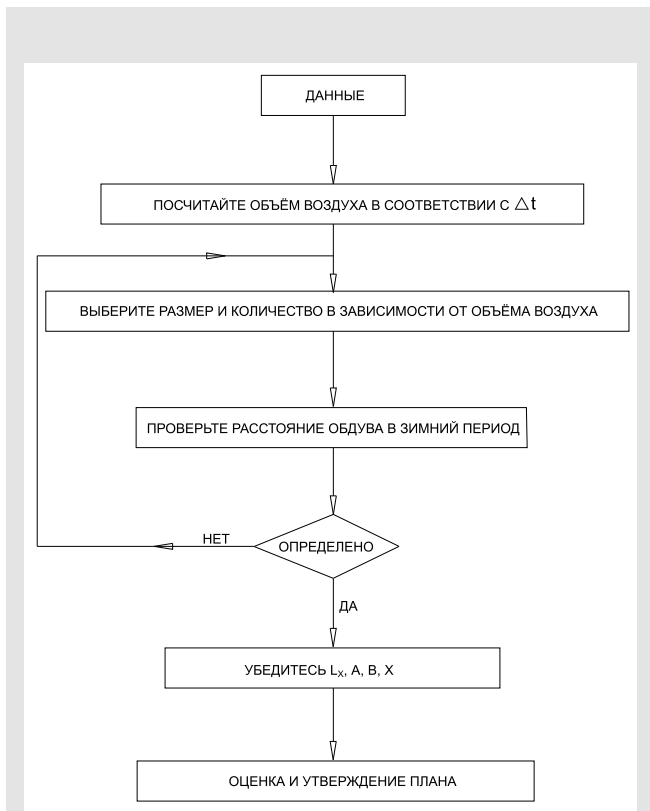 ДАННЫЕ
ПОСЧИТАЙТЕ ОБЪЁМ ВОЗДУХА В СООТВЕТСТВИИ С △t
ВЫБЕРИТЕ РАЗМЕР И КОЛИЧЕСТВО В ЗАВИСИМОСТИ ОТ ОБЪЁМА ВОЗДУХА
ПРОВЕРЬТЕ РАССТОЯНИЕ ОБДУВА В ЗИМНИЙ ПЕРИОД
НЕТ
ОПРЕДЕЛЕНО
ДА
УБЕДИТЕСЬ Lx, A, B, X
ОЦЕНКА И УТВЕРЖДЕНИЕ ПЛАНА